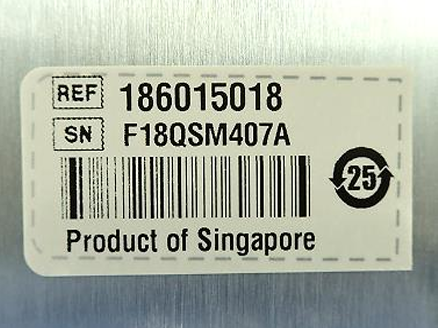 REF 186015018
SN F18QSM407A
25
Product of Singapore